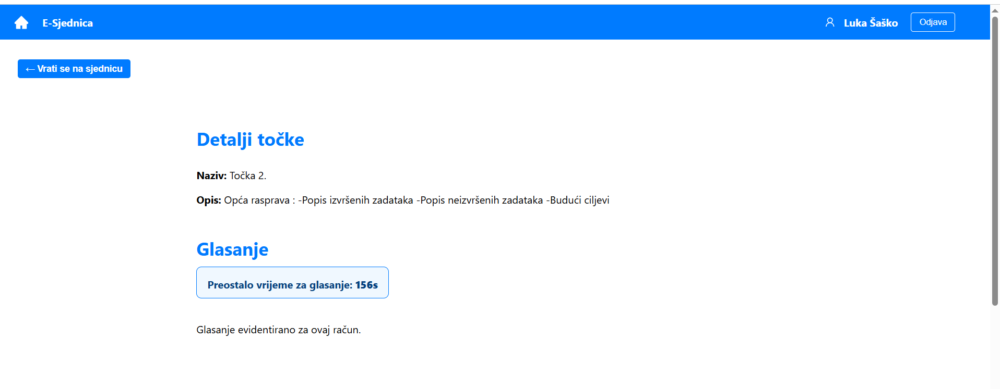 E-Sjednica
Luka Šaško
Odjava
← Vrati se na sjednicu
Detalji točke
Naziv: Točka 2.
Opis: Opća rasprava : -Popis izvršenih zadataka -Popis neizvršenih zadataka -Budući ciljevi
Glasanje
Preostalo vrijeme za glasanje: 156s
Glasanje evidentirano za ovaj račun.